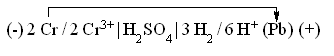 (-) 2 Cr / 2 Cr³⁺ | H₂SO₄ | 3 H₂ / 6 H⁺ (Pb) (+)